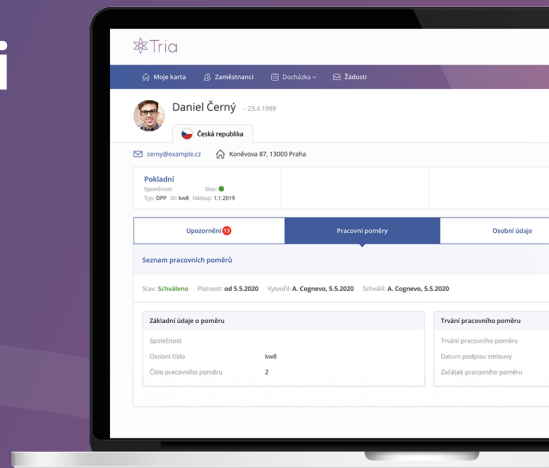 i
Tria
Moje karta Zaměstnanci Docházka Žádosti
Daniel Černý - 23.4.1999
Česká republika
cerny@example.cz Koněvova 87, 13000 Praha
Pokladní
Společnost: Stav:
Typ: DPP ID: kw8 Nástup: 1.1.2019
Upozornění 13 Pracovní poměry Osobní údaje
Seznam pracovních poměrů
Stav: Schváleno Platnost: od 5.5.2020 Vytvořil: A. Cognevo, 5.5.2020 Schválil: A. Cognevo, 5.5.2020
Základní údaje o poměru Trvání pracovního poměru
Společnost Trvání pracovního poměru
Osobní číslo kw8 Datum podpisu smlouvy
Číslo pracovního poměru 2 Začátek pracovního poměru